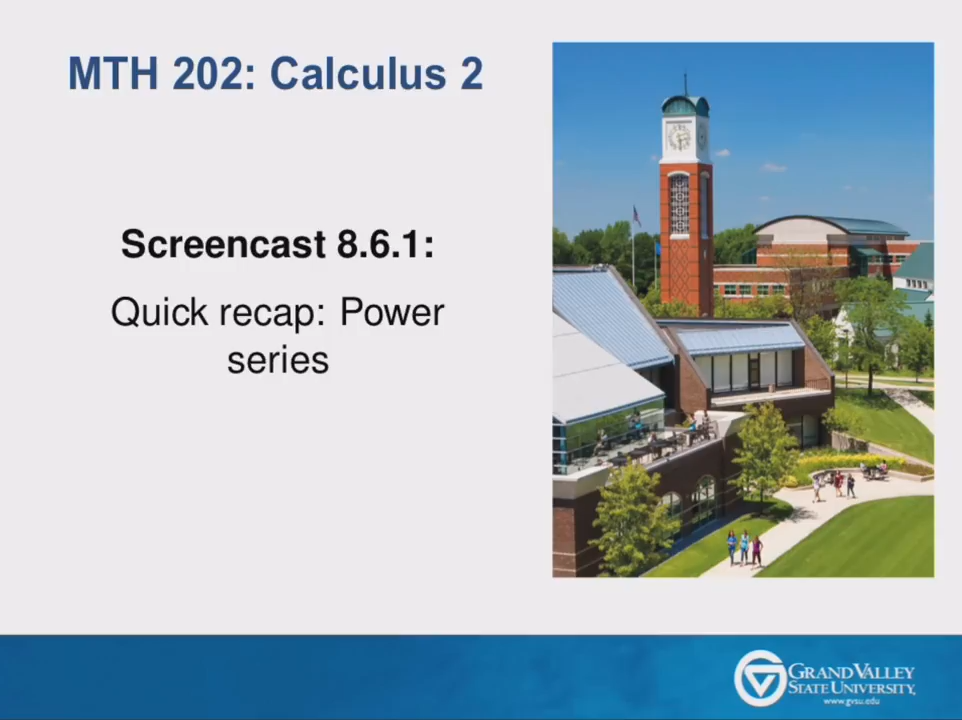 MTH 202: Calculus 2
Screencast 8.6.1:
Quick recap: Power
series
GRAND VALLEY
STATE UNIVERSITY
www.gvsu.edu